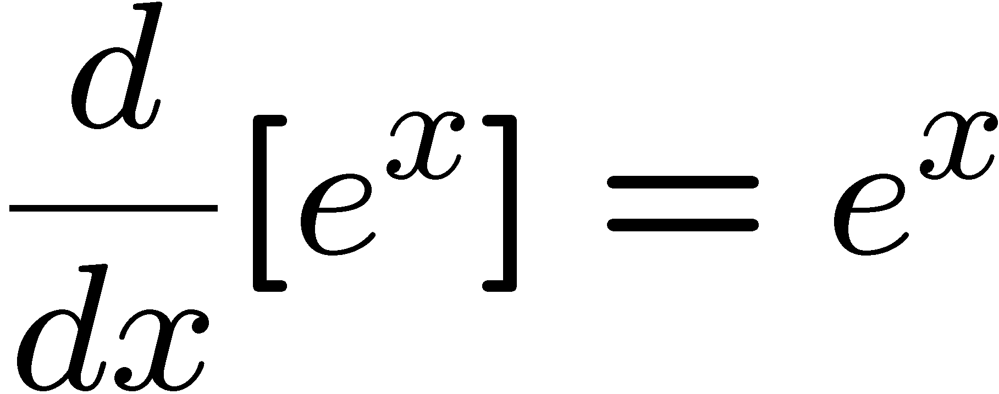 d/dx [e^x] = e^x